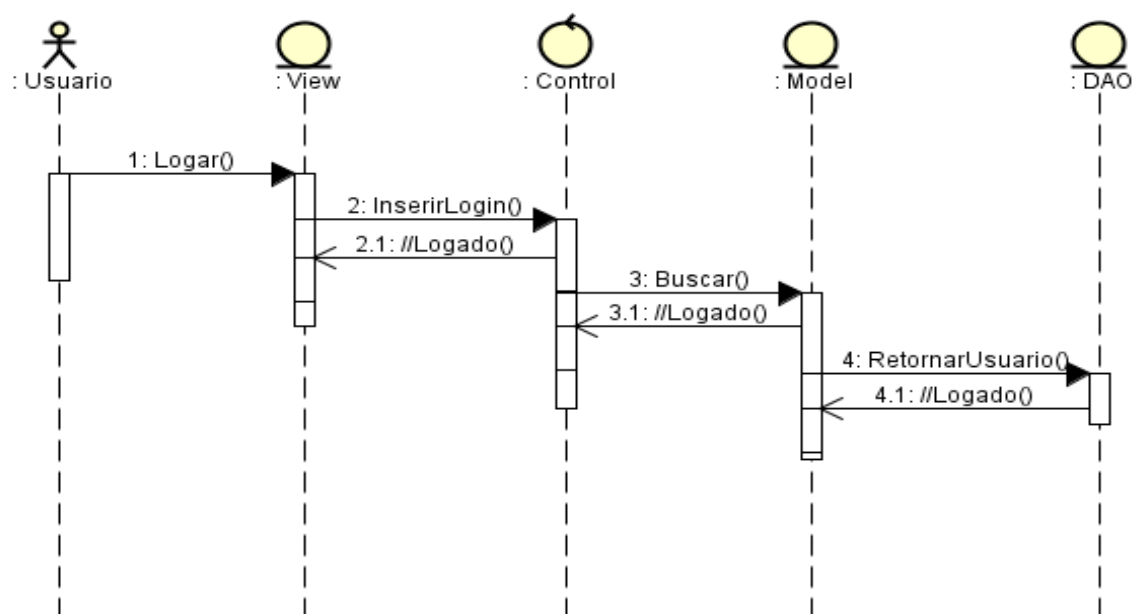 : Usuario
: View
: Control
: Model
: DAO
1: Logar()
2: InserirLogin()
2.1: //Logado()
3: Buscar()
3.1: //Logado()
4: RetornarUsuario()
4.1: //Logado()